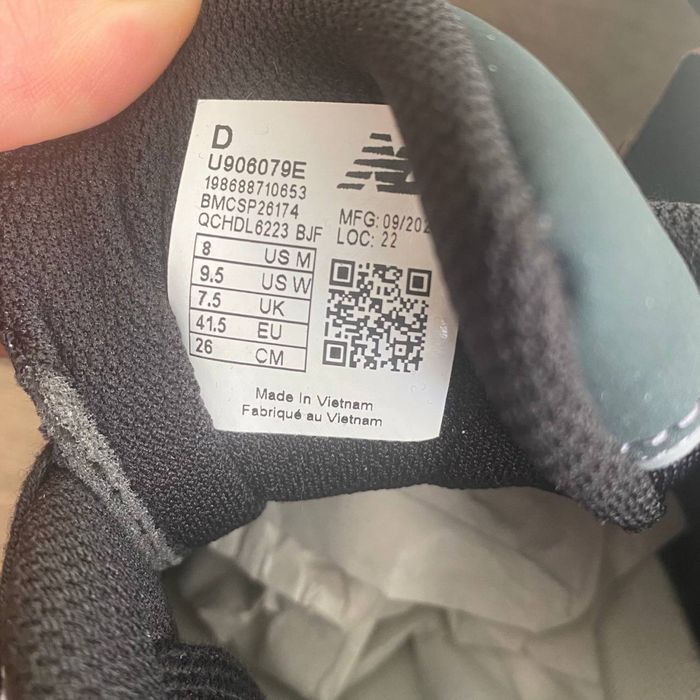 D
U906079E
198688710653
BMCSP26174
QCHDL6223 BJF
MFG: 09/202
LOC: 22
8 US M
9.5 US W
7.5 UK
41.5 EU
26 CM
Made In Vietnam
Fabriqué au Vietnam